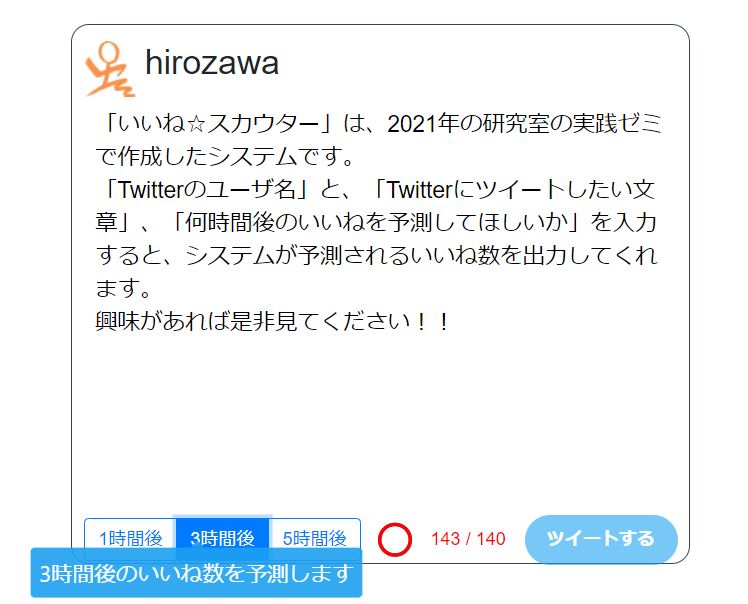 hirozawa
「いいね☆スカウター」は、2021年の研究室の実践ゼミ
で作成したシステムです。
「Twitterのユーザ名」と、「Twitterにツイートしたい文
章」、「何時間後のいいねを予測してほしいか」を入力
すると、システムが予測されるいいね数を出力してくれ
ます。
興味があれば是非見てください！！
1時間後 3時間後 5時間後 143 / 140 ツイートする
3時間後のいいね数を予測します